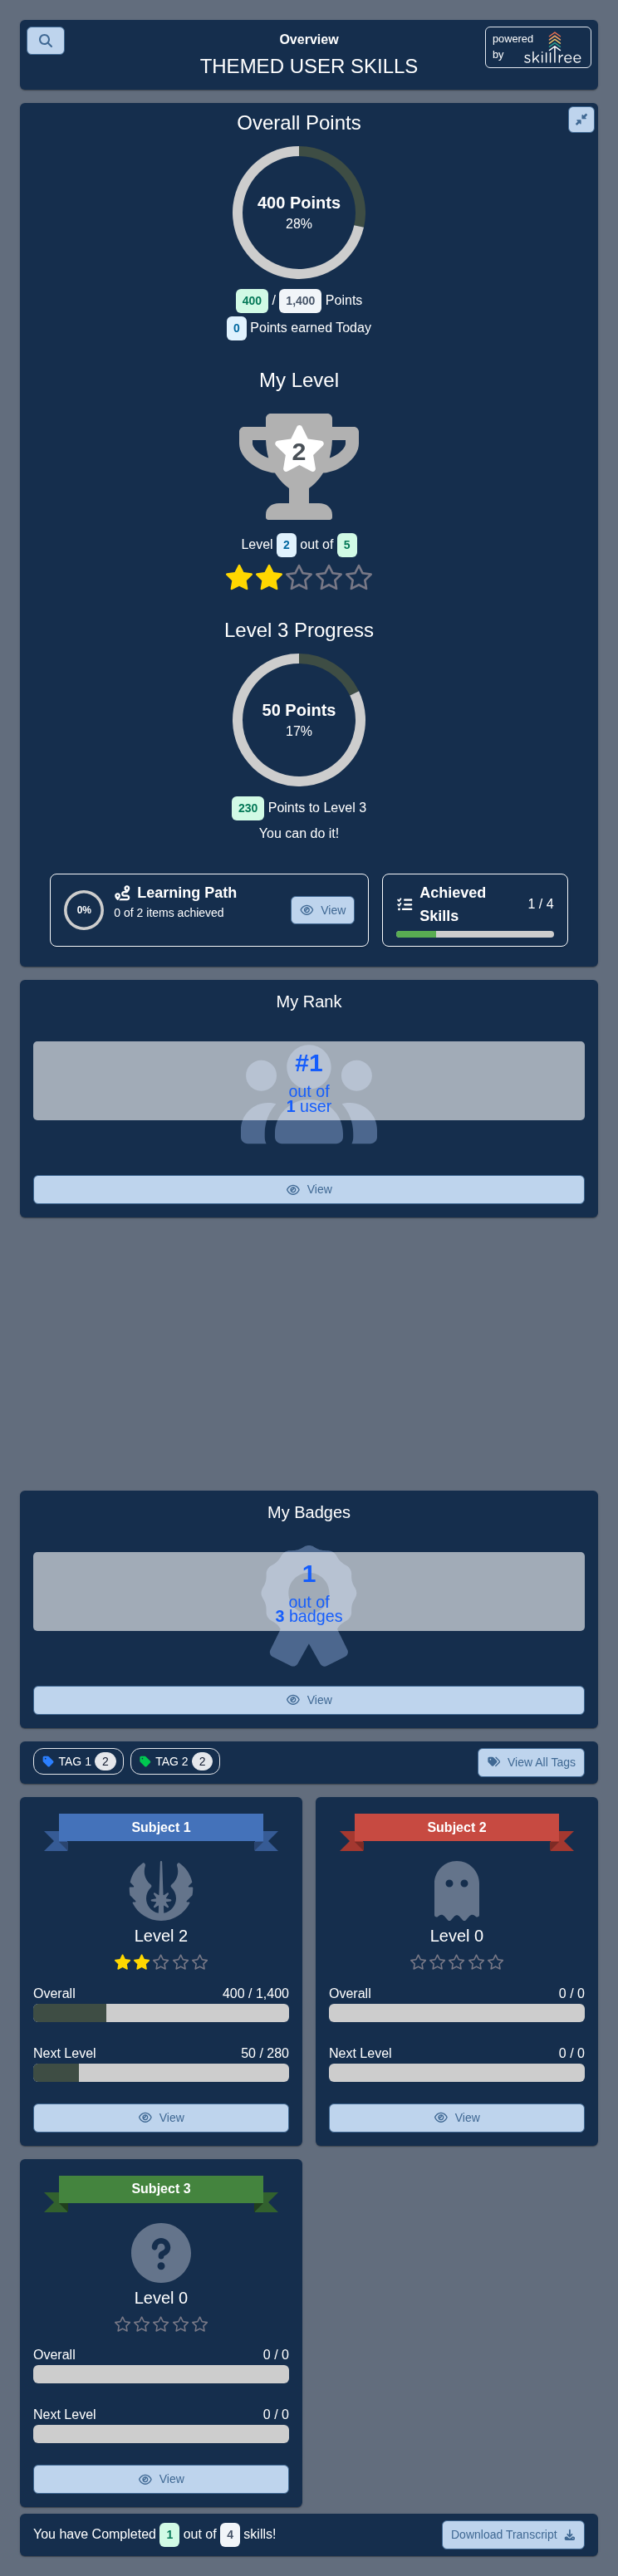 Overview
THEMED USER SKILLS
powered
by skilltree
Overall Points
400 Points
28%
400 / 1,400 Points
0 Points earned Today
My Level
2
Level 2 out of 5
Level 3 Progress
50 Points
17%
230 Points to Level 3
You can do it!
0%
Learning Path
0 of 2 items achieved
View
Achieved
Skills
1 / 4
My Rank
#1
out of
1 user
View
My Badges
1
out of
3 badges
View
TAG 1 2 TAG 2 2 View All Tags
Subject 1
Level 2
Overall 400 / 1,400
Next Level 50 / 280
View
Subject 2
Level 0
Overall 0 / 0
Next Level 0 / 0
View
Subject 3
Level 0
Overall 0 / 0
Next Level 0 / 0
View
You have Completed 1 out of 4 skills! Download Transcript